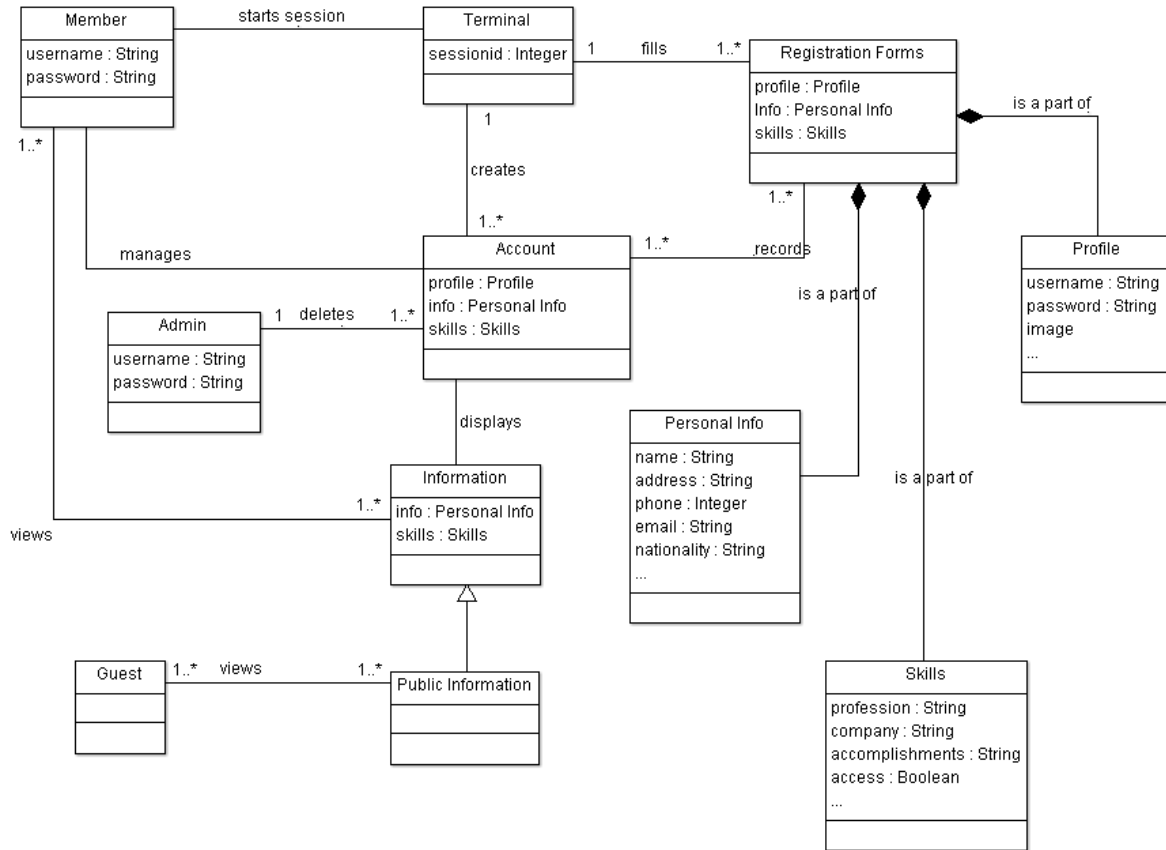 Member
username : String
password : String
starts session
Terminal
sessionid : Integer
1
fills
1..*
Registration Forms
profile : Profile
Info : Personal Info
skills : Skills
is a part of
1..*
1
creates
1..*
1..*
1..*
records
manages
Account
profile : Profile
info : Personal Info
skills : Skills
Profile
username : String
password : String
image
...
is a part of
Admin
username : String
password : String
1
deletes
1..*
displays
Personal Info
name : String
address : String
phone : Integer
email : String
nationality : String
...
is a part of
Information
info : Personal Info
skills : Skills
1..*
views
Guest
1..*
views
1..*
Public Information
Skills
profession : String
company : String
accomplishments : String
access : Boolean
...